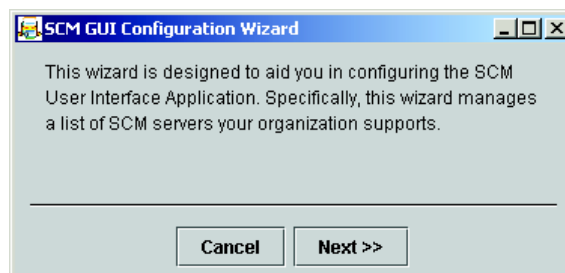 SCM GUI Configuration Wizard
This wizard is designed to aid you in configuring the SCM
User Interface Application. Specifically, this wizard manages
a list of SCM servers your organization supports.
Cancel
Next >>